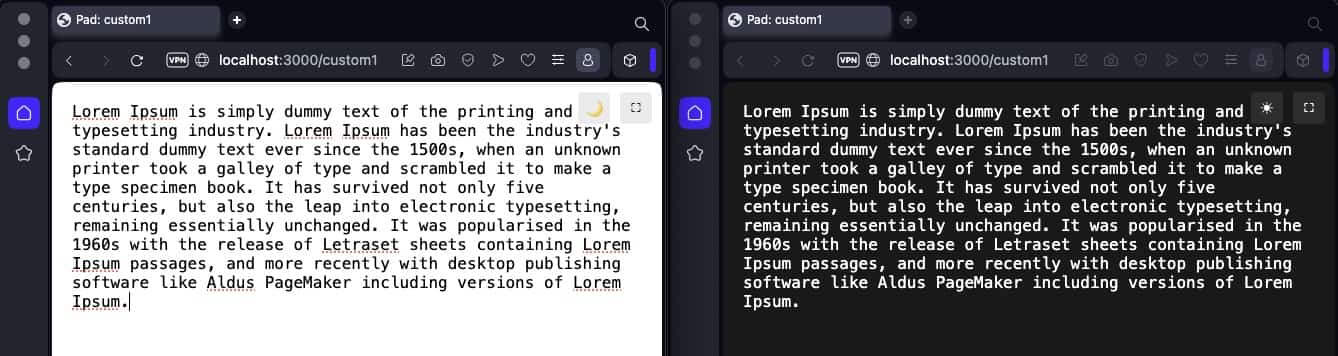 Pad: custom1
VPN localhost:3000/custom1
Lorem Ipsum is simply dummy text of the printing and
typesetting industry. Lorem Ipsum has been the industry's
standard dummy text ever since the 1500s, when an unknown
printer took a galley of type and scrambled it to make a
type specimen book. It has survived not only five
centuries, but also the leap into electronic typesetting,
remaining essentially unchanged. It was popularised in the
1960s with the release of Letraset sheets containing Lorem
Ipsum passages, and more recently with desktop publishing
software like Aldus PageMaker including versions of Lorem
Ipsum.
Pad: custom1
VPN localhost:3000/custom1
Lorem Ipsum is simply dummy text of the printing and
typesetting industry. Lorem Ipsum has been the industry's
standard dummy text ever since the 1500s, when an unknown
printer took a galley of type and scrambled it to make a
type specimen book. It has survived not only five
centuries, but also the leap into electronic typesetting,
remaining essentially unchanged. It was popularised in the
1960s with the release of Letraset sheets containing Lorem
Ipsum passages, and more recently with desktop publishing
software like Aldus PageMaker including versions of Lorem
Ipsum.